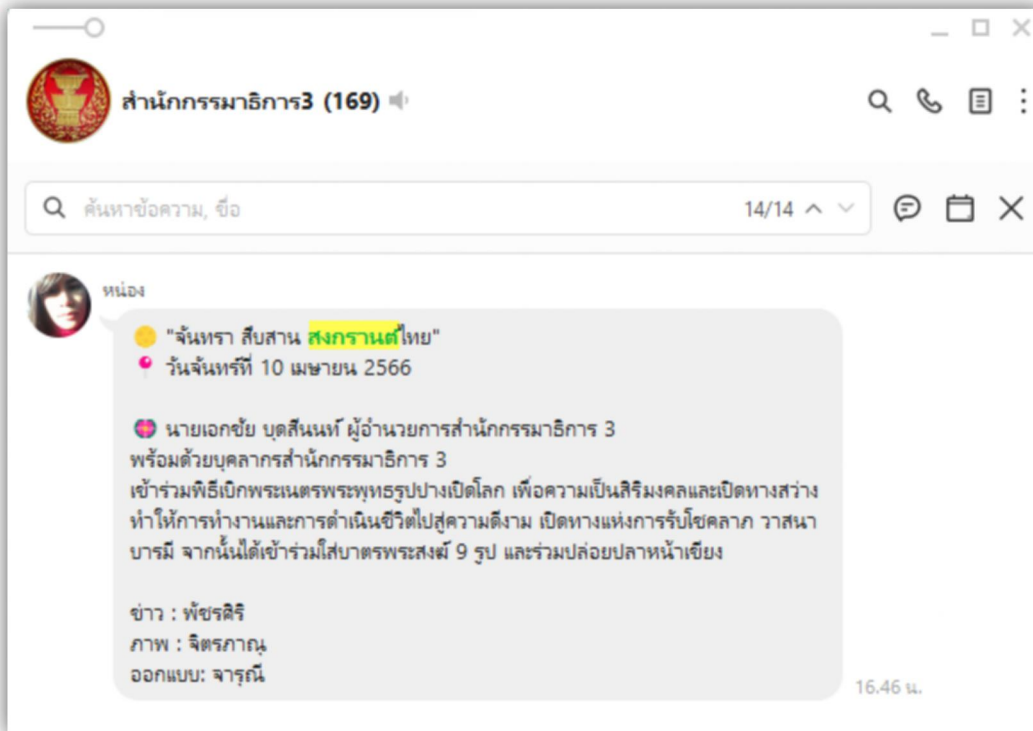 สำนักกรรมาธิการ3 (169)
ค้นหาข้อความ, ชื่อ
14/14
หน่อง
"จันทรา สืบสาน สงกรานต์ไทย"
วันจันทร์ที่ 10 เมษายน 2566
นายเอกชัย บุดสีนนท์ ผู้อำนวยการสำนักกรรมาธิการ 3
พร้อมด้วยบุคลากรสำนักกรรมาธิการ 3
เข้าร่วมพิธีเบิกพระเนตรพระพุทธรูปปางเปิดโลก เพื่อความเป็นสิริมงคลและเปิดทางสว่าง
ทำให้การทำงานและการดำเนินชีวิตไปสู่ความดีงาม เปิดทางแห่งการรับโชคลาภ วาสนา
บารมี จากนั้นได้เข้าร่วมใส่บาตรพระสงฆ์ 9 รูป และร่วมปล่อยปลาหน้าเขียง
ข่าว : พัชรศิริ
ภาพ : จิตรภาณุ
ออกแบบ: จารุณี
16.46 น.